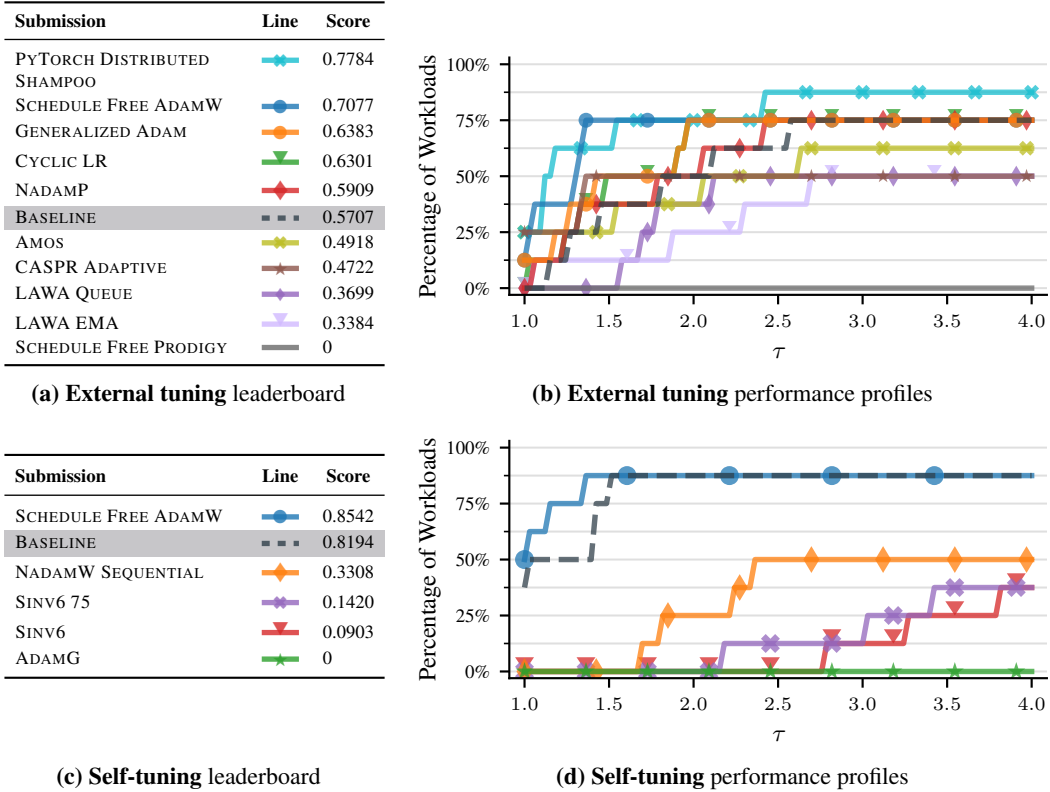 Submission Line Score
PYTORCH DISTRIBUTED
SHAMPOO 0.7784
SCHEDULE FREE ADAMW 0.7077
GENERALIZED ADAM 0.6383
CYCLIC LR 0.6301
NADAMP 0.5909
BASELINE 0.5707
AMOS 0.4918
CASPR ADAPTIVE 0.4722
LAWA QUEUE 0.3699
LAWA EMA 0.3384
SCHEDULE FREE PRODIGY 0
(a) External tuning leaderboard
Percentage of Workloads
100%
75%
50%
25%
0%
1.0 1.5 2.0 2.5 3.0 3.5 4.0
τ
(b) External tuning performance profiles
Submission Line Score
SCHEDULE FREE ADAMW 0.8542
BASELINE 0.8194
NADAMW SEQUENTIAL 0.3308
SINV6 75 0.1420
SINV6 0.0903
ADAMG 0
(c) Self-tuning leaderboard
Percentage of Workloads
100%
75%
50%
25%
0%
1.0 1.5 2.0 2.5 3.0 3.5 4.0
τ
(d) Self-tuning performance profiles